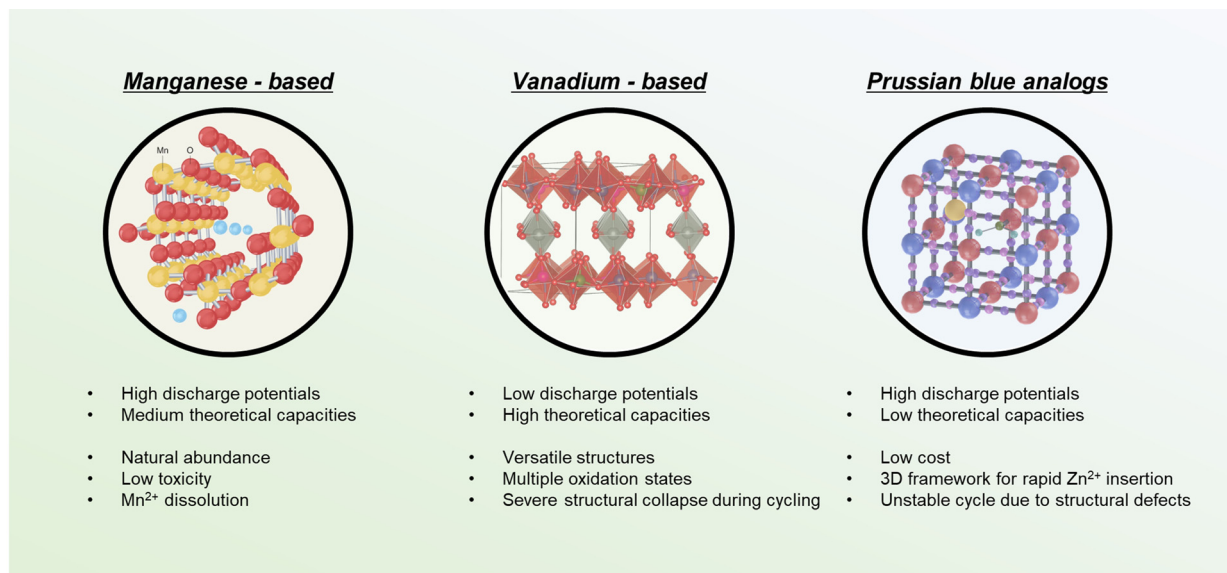 Manganese - based
Mn O
• High discharge potentials
• Medium theoretical capacities
• Natural abundance
• Low toxicity
• Mn²⁺ dissolution
Vanadium - based
• Low discharge potentials
• High theoretical capacities
• Versatile structures
• Multiple oxidation states
• Severe structural collapse during cycling
Prussian blue analogs
• High discharge potentials
• Low theoretical capacities
• Low cost
• 3D framework for rapid Zn²⁺ insertion
• Unstable cycle due to structural defects